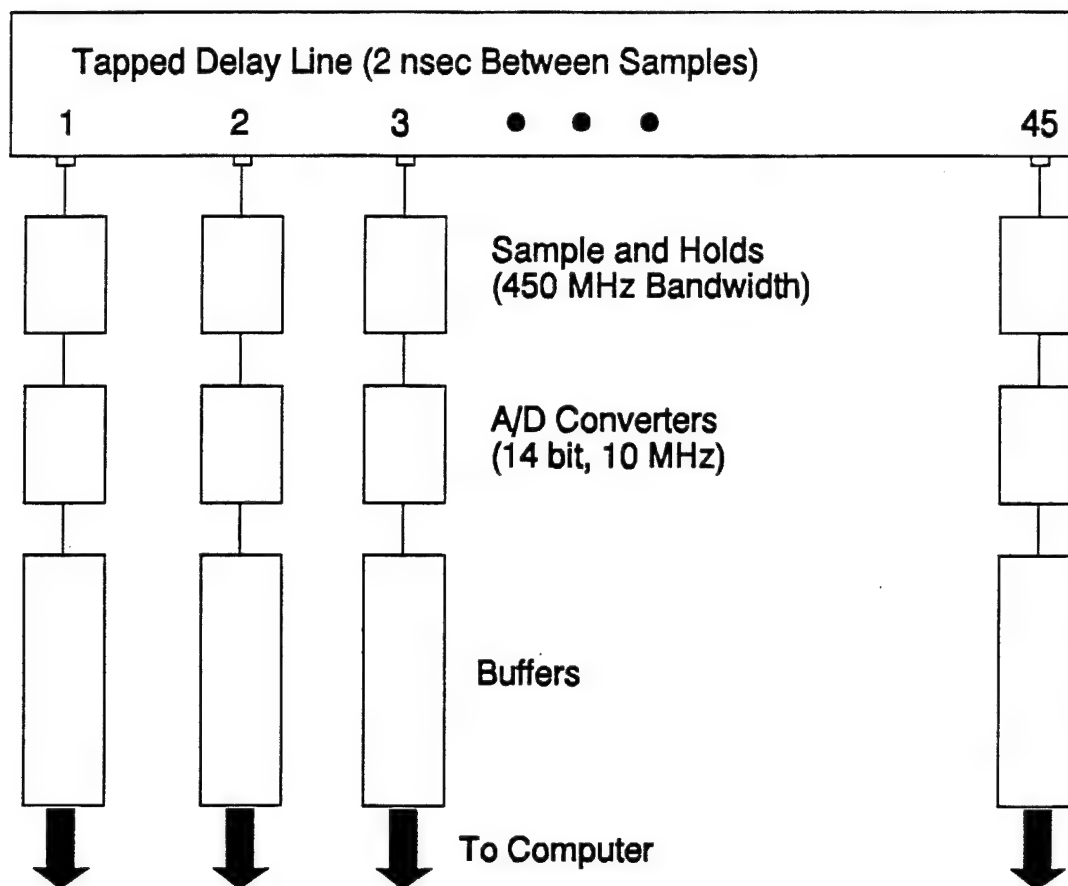 Tapped Delay Line (2 nsec Between Samples)
1 2 3 • • • 45
Sample and Holds
(450 MHz Bandwidth)
A/D Converters
(14 bit, 10 MHz)
Buffers
To Computer